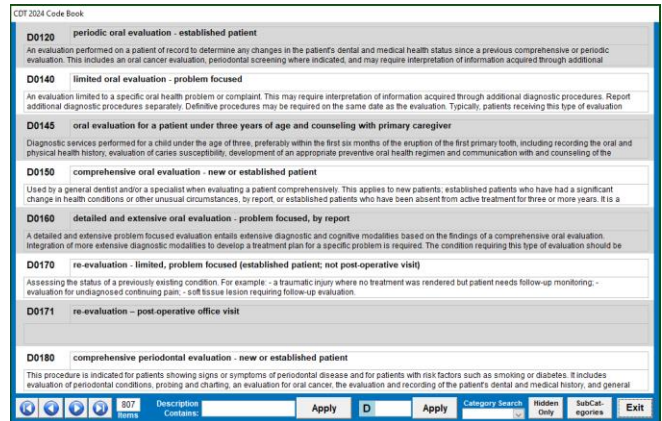 CDT 2024 Code Book
D0120 periodic oral evaluation - established patient
An evaluation performed on a patient of record to determine any changes in the patient's dental and medical health status since a previous comprehensive or periodic
evaluation. This includes an oral cancer evaluation, periodontal screening where indicated, and may require interpretation of information acquired through additional
D0140 limited oral evaluation - problem focused
An evaluation limited to a specific oral health problem or complaint. This may require interpretation of information acquired through additional diagnostic procedures. Report
additional diagnostic procedures separately. Definitive procedures may be required on the same date as the evaluation. Typically, patients receiving this type of evaluation
D0145 oral evaluation for a patient under three years of age and counseling with primary caregiver
Diagnostic services performed for a child under the age of three, preferably within the first six months of the eruption of the first primary tooth, including recording the oral and
physical health history, evaluation of caries susceptibility, development of an appropriate preventive oral health regimen and communication with and counseling of the
D0150 comprehensive oral evaluation - new or established patient
Used by a general dentist and/or a specialist when evaluating a patient comprehensively. This applies to new patients; established patients who have had a significant
change in health conditions or other unusual circumstances, by report, or established patients who have been absent from active treatment for three or more years. It is a
D0160 detailed and extensive oral evaluation - problem focused, by report
A detailed and extensive problem focused evaluation entails extensive diagnostic and cognitive modalities based on the findings of a comprehensive oral evaluation.
Integration of more extensive diagnostic modalities to develop a treatment plan for a specific problem is required. The condition requiring this type of evaluation should be
D0170 re-evaluation - limited, problem focused (established patient; not post-operative visit)
Assessing the status of a previously existing condition. For example: - a traumatic injury where no treatment was rendered but patient needs follow-up monitoring; -
evaluation for undiagnosed continuing pain; - soft tissue lesion requiring follow-up evaluation.
D0171 re-evaluation – post-operative office visit
D0180 comprehensive periodontal evaluation - new or established patient
This procedure is indicated for patients showing signs or symptoms of periodontal disease and for patients with risk factors such as smoking or diabetes. It includes
evaluation of periodontal conditions, probing and charting, an evaluation for oral cancer, the evaluation and recording of the patient's dental and medical history, and general
807 Items Description Contains: Apply D Apply Category Search Hidden Only SubCat-egories Exit